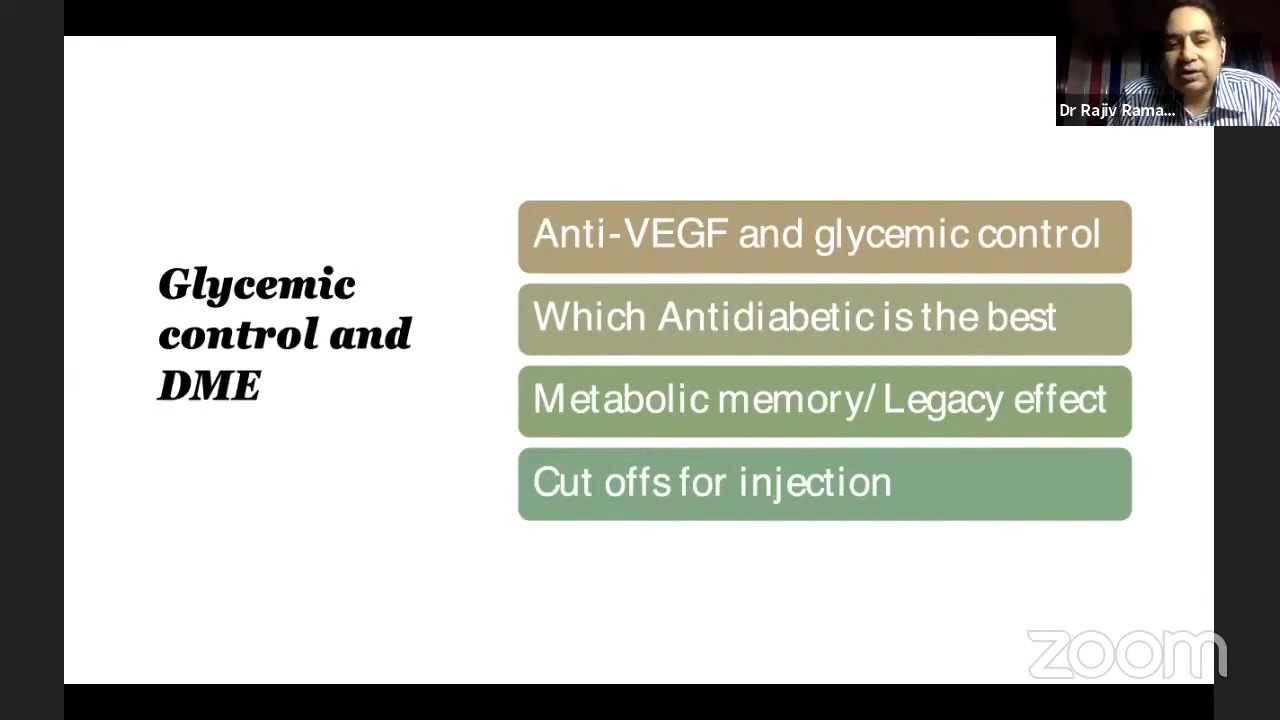 Dr Rajiv Rama...
Glycemic
control and
DME
Anti-VEGF and glycemic control
Which Antidiabetic is the best
Metabolic memory/ Legacy effect
Cut offs for injection
zoom